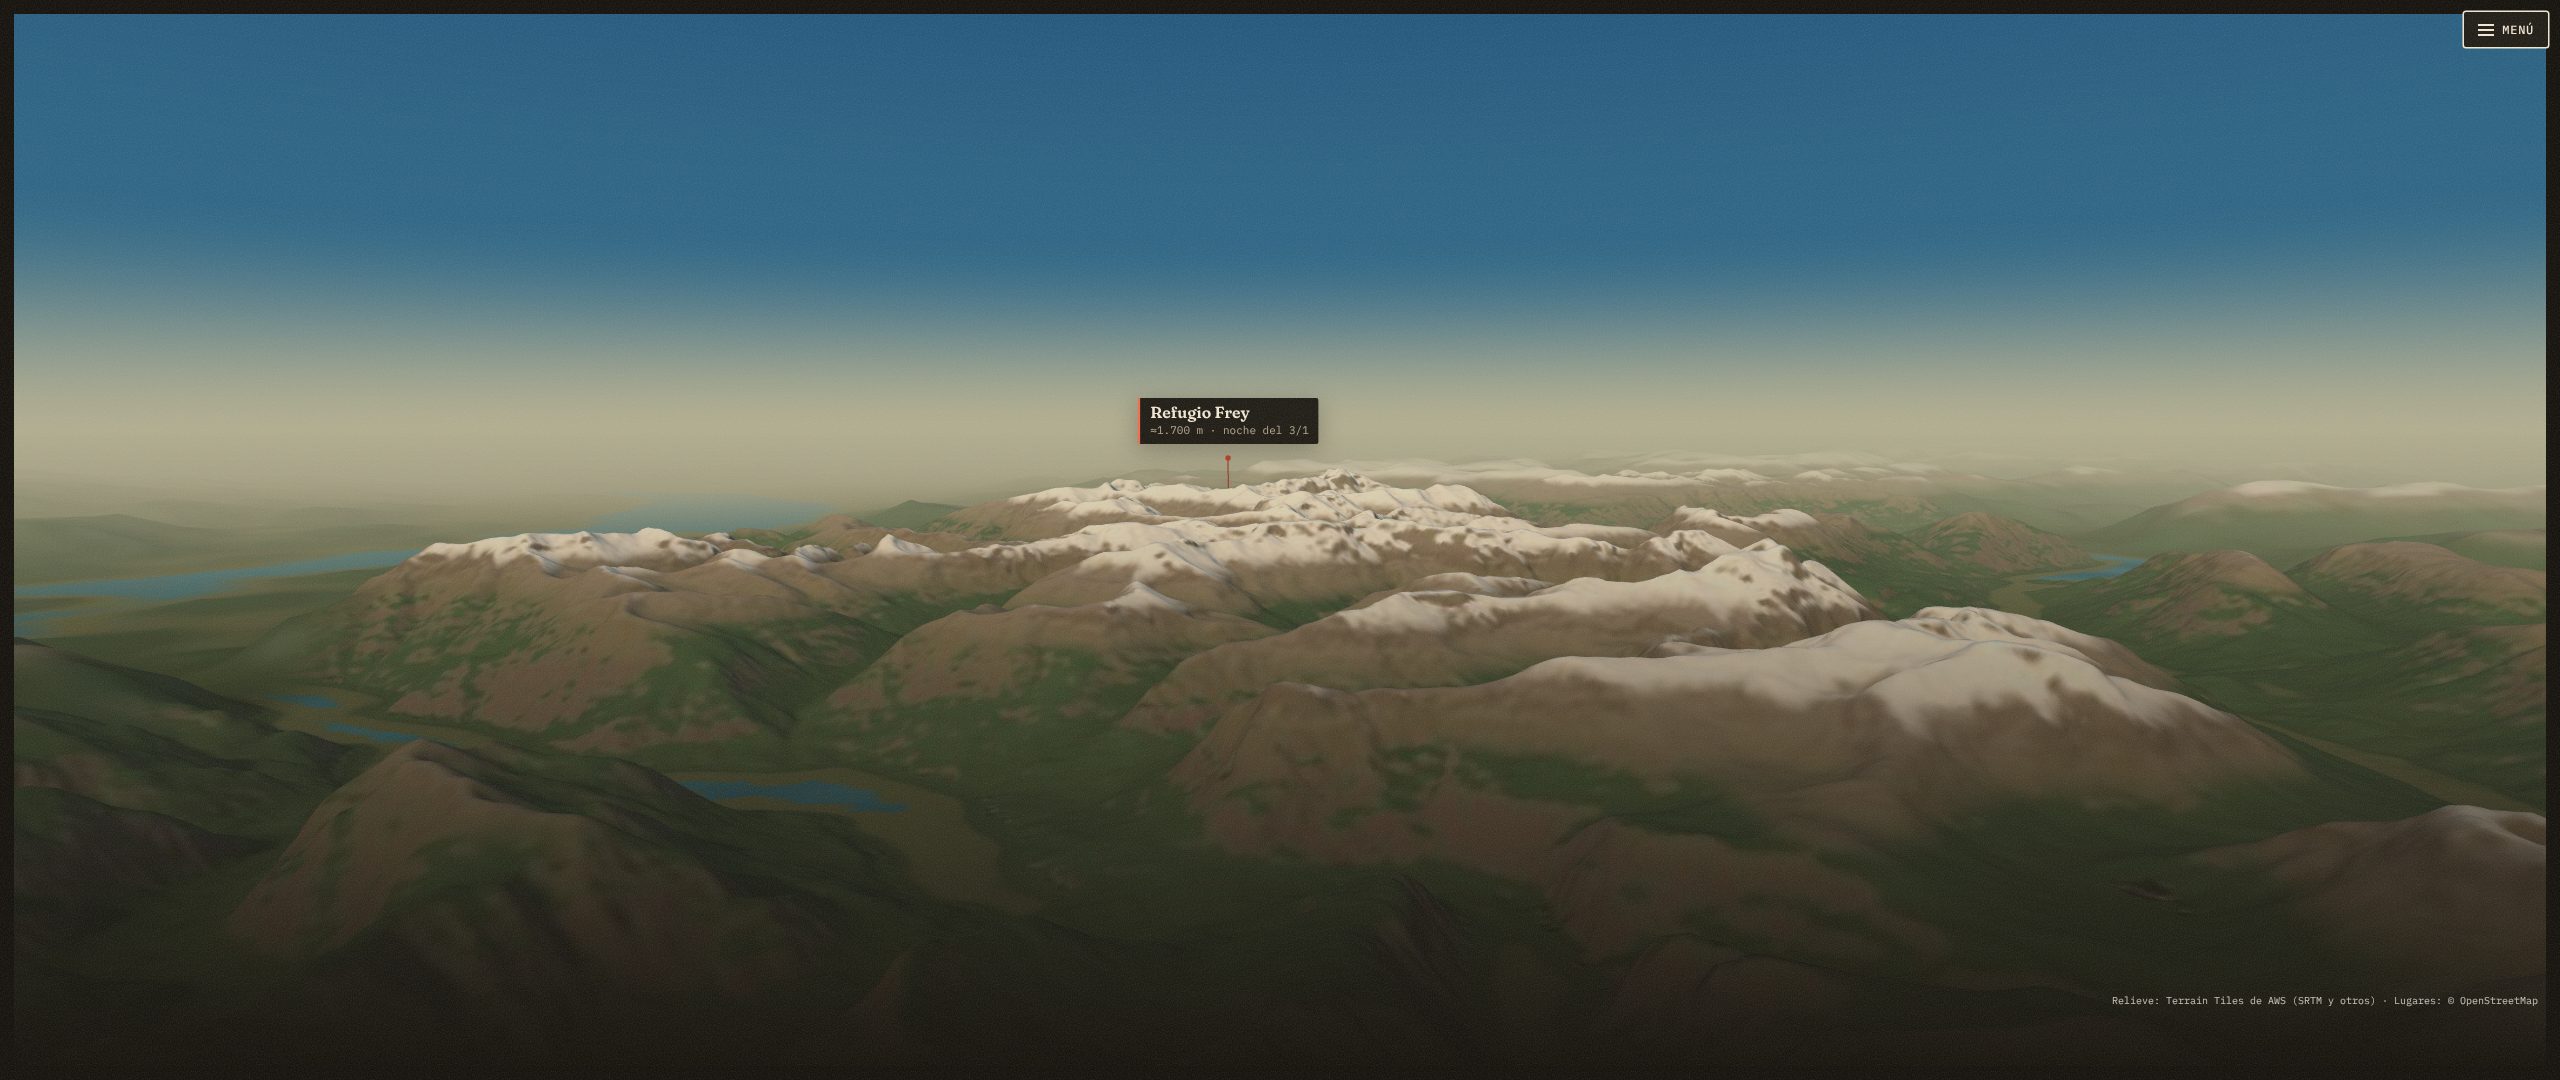 MENÚ
Refugio Frey
≈1.700 m · noche del 3/1
Relieve: Terrain Tiles de AWS (SRTM y otros) · Lugares: © OpenStreetMap